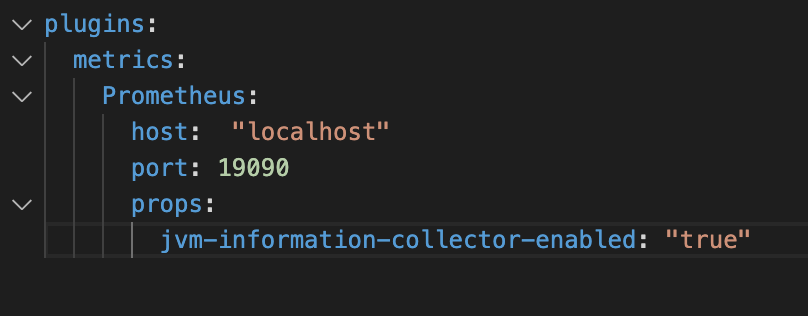 plugins:
  metrics:
    Prometheus:
      host:  "localhost"
      port: 19090
      props:
        jvm-information-collector-enabled: "true"